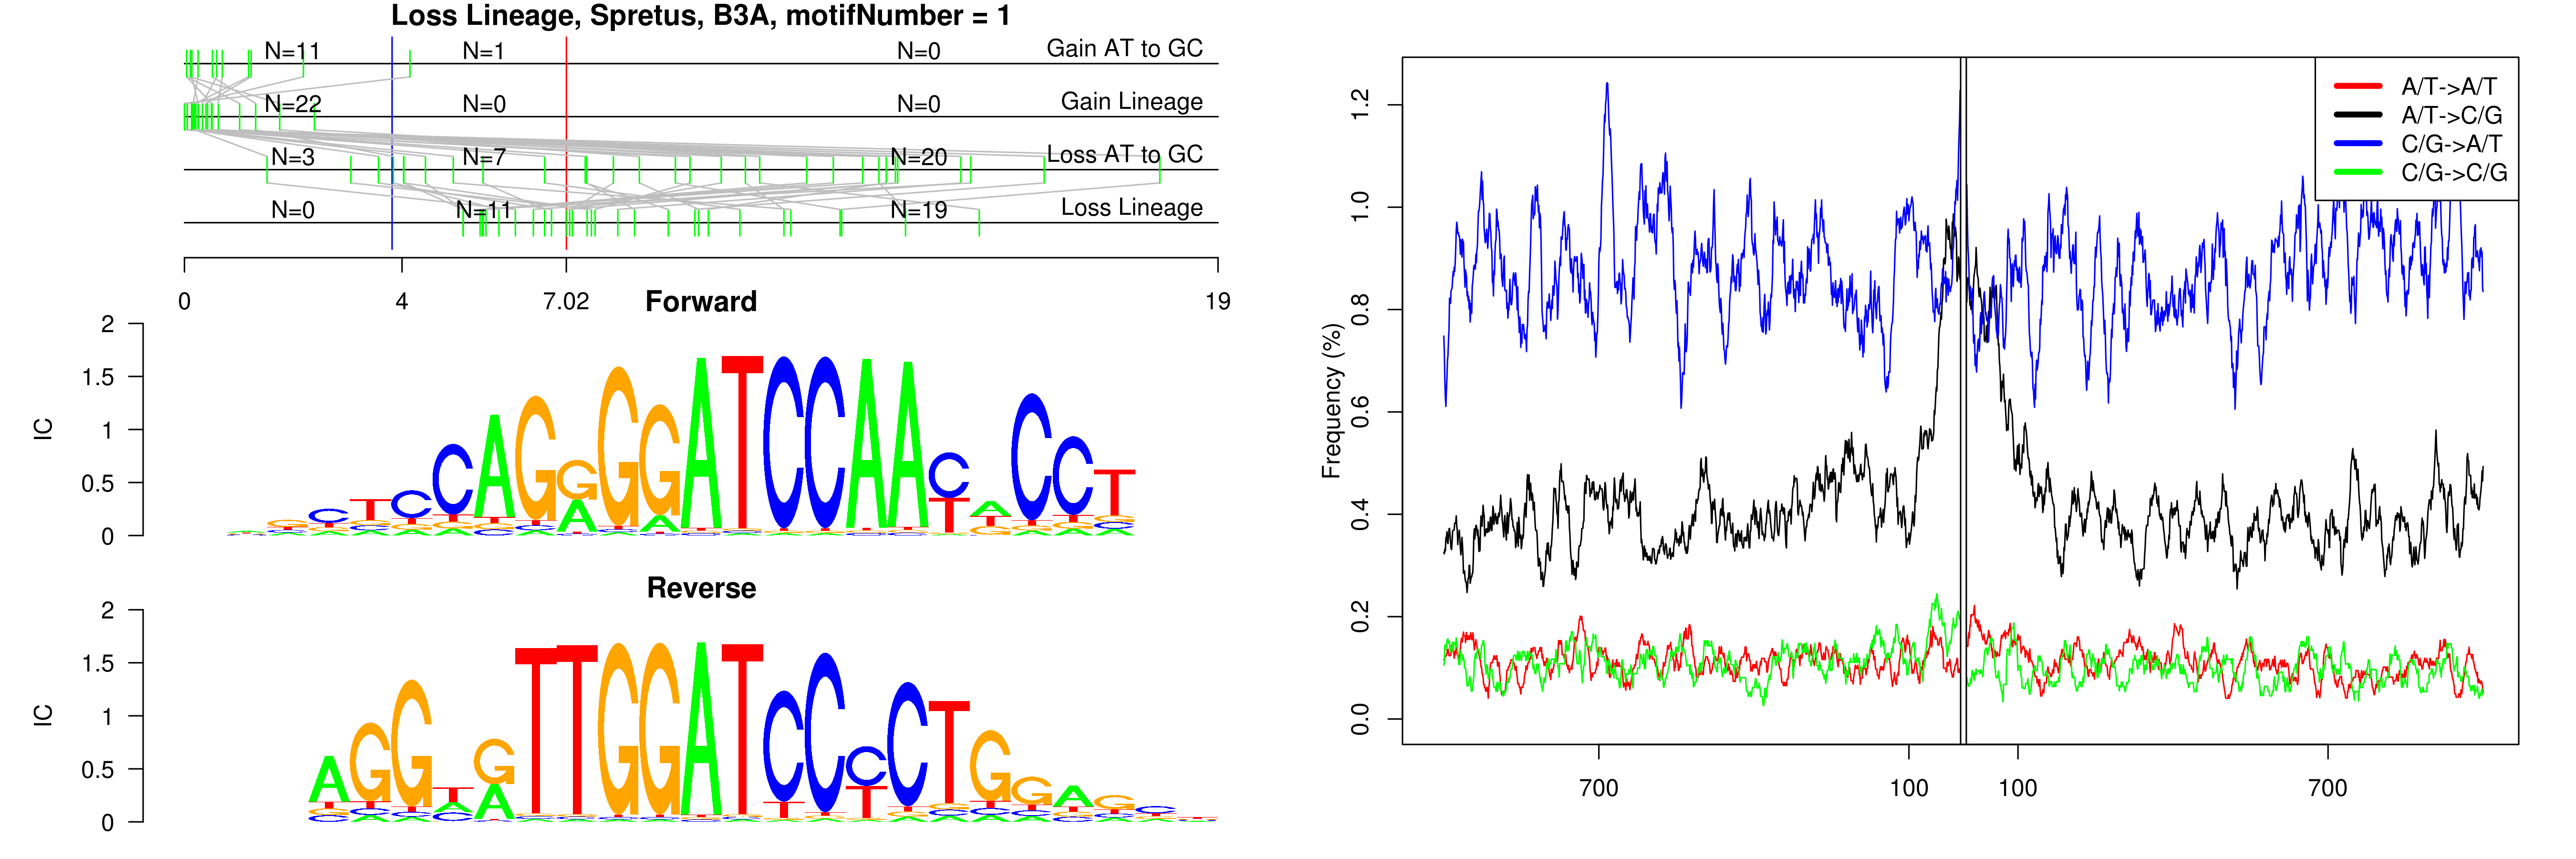 Loss Lineage, Spretus, B3A, motifNumber = 1
N=11 N=1 N=0 Gain AT to GC
N=22 N=0 N=0 Gain Lineage
N=3 N=7 N=20 Loss AT to GC
N=0 N=11 N=19 Loss Lineage
0 4 7.02 19
Forward
IC
2
1.5
1
0.5
0
Reverse
IC
2
1.5
1
0.5
0
Frequency (%)
1.2
1.0
0.8
0.6
0.4
0.2
0.0
700 100 100 700
A/T->A/T
A/T->C/G
C/G->A/T
C/G->C/G